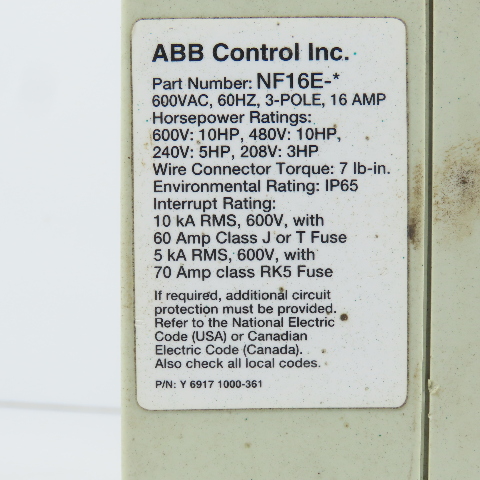 ABB Control Inc.
Part Number: NF16E-*
600VAC, 60HZ, 3-POLE, 16 AMP
Horsepower Ratings:
600V: 10HP, 480V: 10HP,
240V: 5HP, 208V: 3HP
Wire Connector Torque: 7 lb-in.
Environmental Rating: IP65
Interrupt Rating:
10 kA RMS, 600V, with
60 Amp Class J or T Fuse
5 kA RMS, 600V, with
70 Amp class RK5 Fuse
If required, additional circuit
protection must be provided.
Refer to the National Electric
Code (USA) or Canadian
Electric Code (Canada).
Also check all local codes.
P/N: Y 6917 1000-361